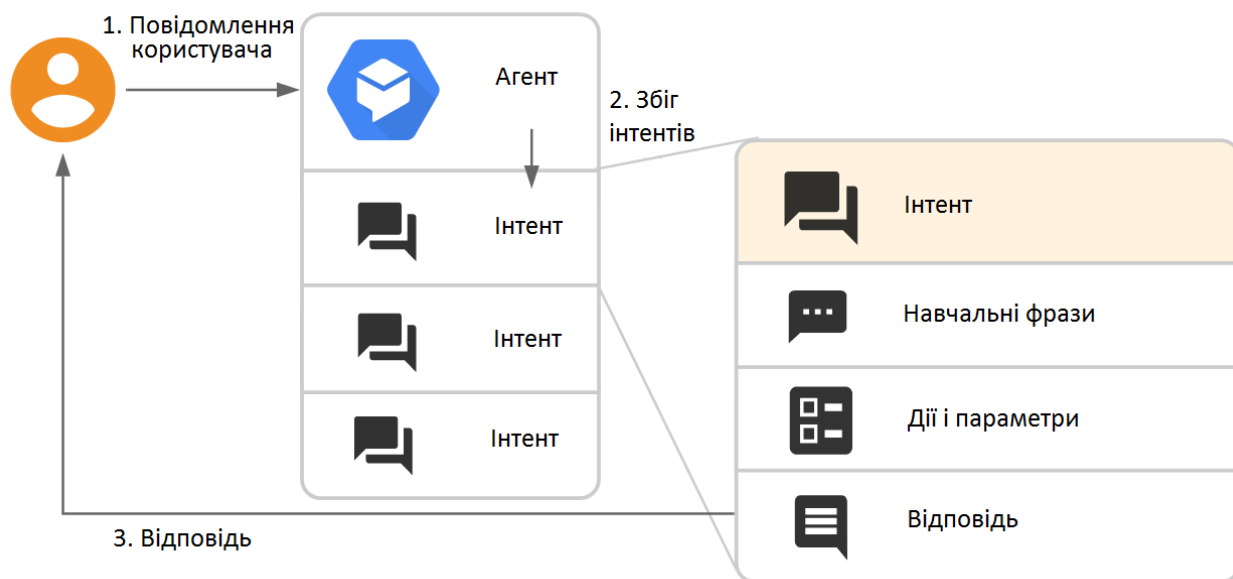 1. Повідомлення
користувача
Агент
2. Збіг
інтентів
Інтент
Інтент
Інтент
Інтент
Навчальні фрази
Дії і параметри
Відповідь
3. Відповідь